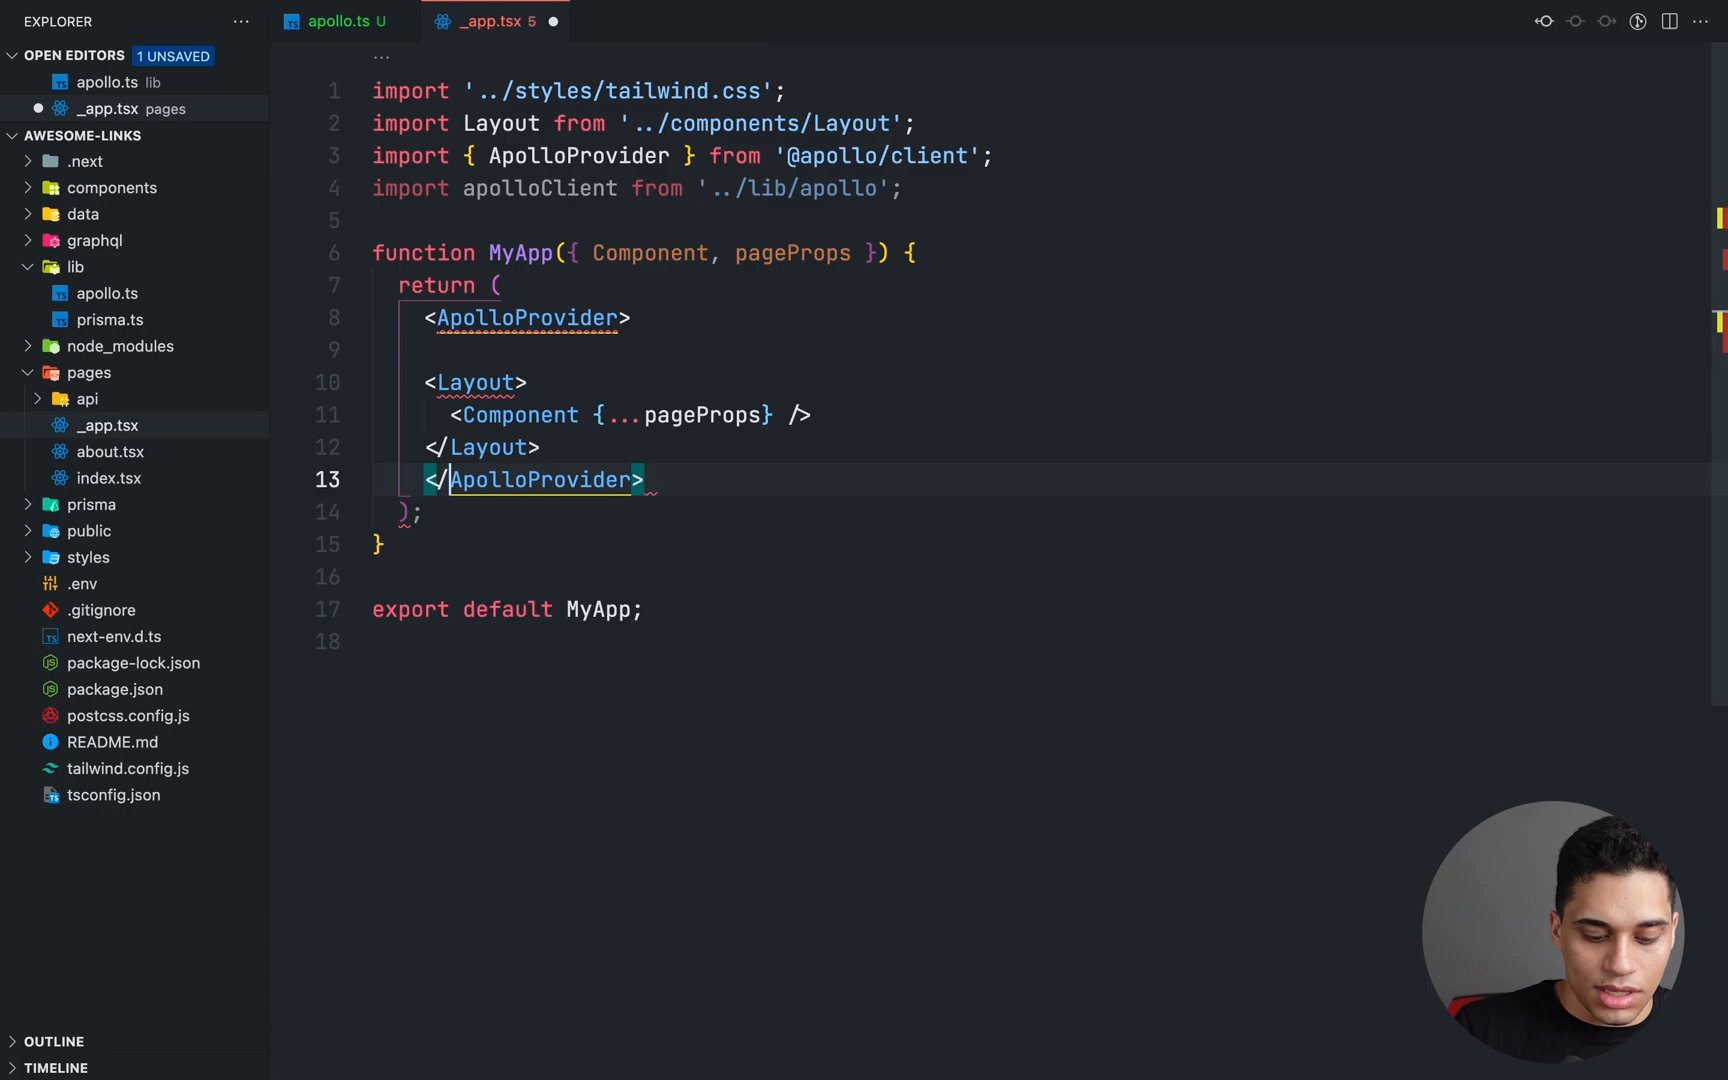 EXPLORER
OPEN EDITORS 1 UNSAVED
apollo.ts lib
_app.tsx pages
AWESOME-LINKS
.next
components
data
graphql
lib
apollo.ts
prisma.ts
node_modules
pages
api
_app.tsx
about.tsx
index.tsx
prisma
public
styles
.env
.gitignore
next-env.d.ts
package-lock.json
package.json
postcss.config.js
README.md
tailwind.config.js
tsconfig.json
OUTLINE
TIMELINE
apollo.ts U
_app.tsx 5
...
1 import '../styles/tailwind.css';
2 import Layout from '../components/Layout';
3 import { ApolloProvider } from '@apollo/client';
4 import apolloClient from '../lib/apollo';
5
6 function MyApp({ Component, pageProps }) {
7 return (
8 <ApolloProvider>
9
10 <Layout>
11 <Component {...pageProps} />
12 </Layout>
13 </ApolloProvider>
14 );
15 }
16
17 export default MyApp;
18